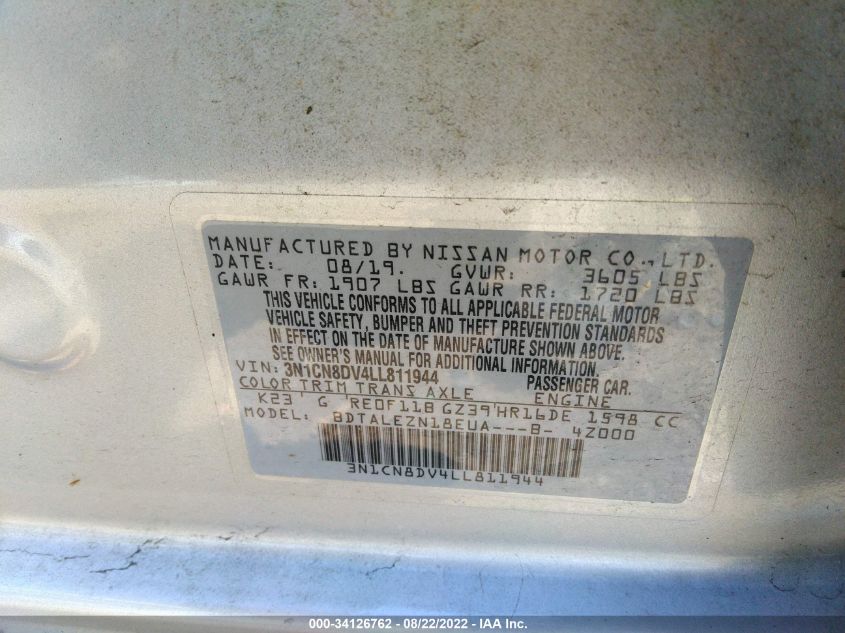 MANUFACTURED BY NISSAN MOTOR CO., LTD.
DATE: 08/19. GVWR: 3605 LBS
GAWR FR: 1907 LBS GAWR RR: 1720 LBS
THIS VEHICLE CONFORMS TO ALL APPLICABLE FEDERAL MOTOR
VEHICLE SAFETY, BUMPER AND THEFT PREVENTION STANDARDS
IN EFFECT ON THE DATE OF MANUFACTURE SHOWN ABOVE.
SEE OWNER'S MANUAL FOR ADDITIONAL INFORMATION.
VIN: 3N1CN8DV4LL811944 PASSENGER CAR.
COLOR TRIM TRANS AXLE ENGINE
K23 G RE0F11B GZ39 HR16DE 1598 CC
MODEL: BDTALEZN18EUA---B- 4Z000
3N1CN8DV4LL811944
000-34126762 - 08/22/2022 - IAA Inc.